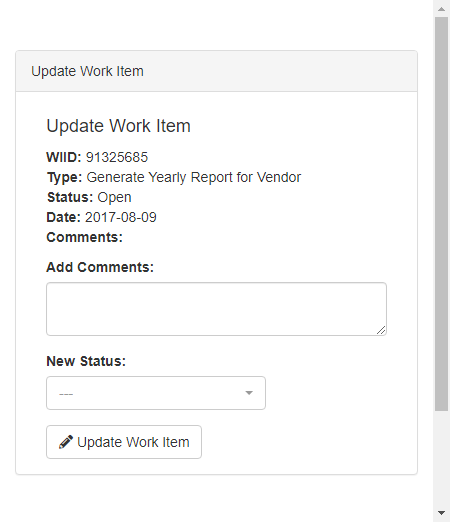 Update Work Item
Update Work Item
WIID: 91325685
Type: Generate Yearly Report for Vendor
Status: Open
Date: 2017-08-09
Comments:
Add Comments:
New Status:
---
Update Work Item